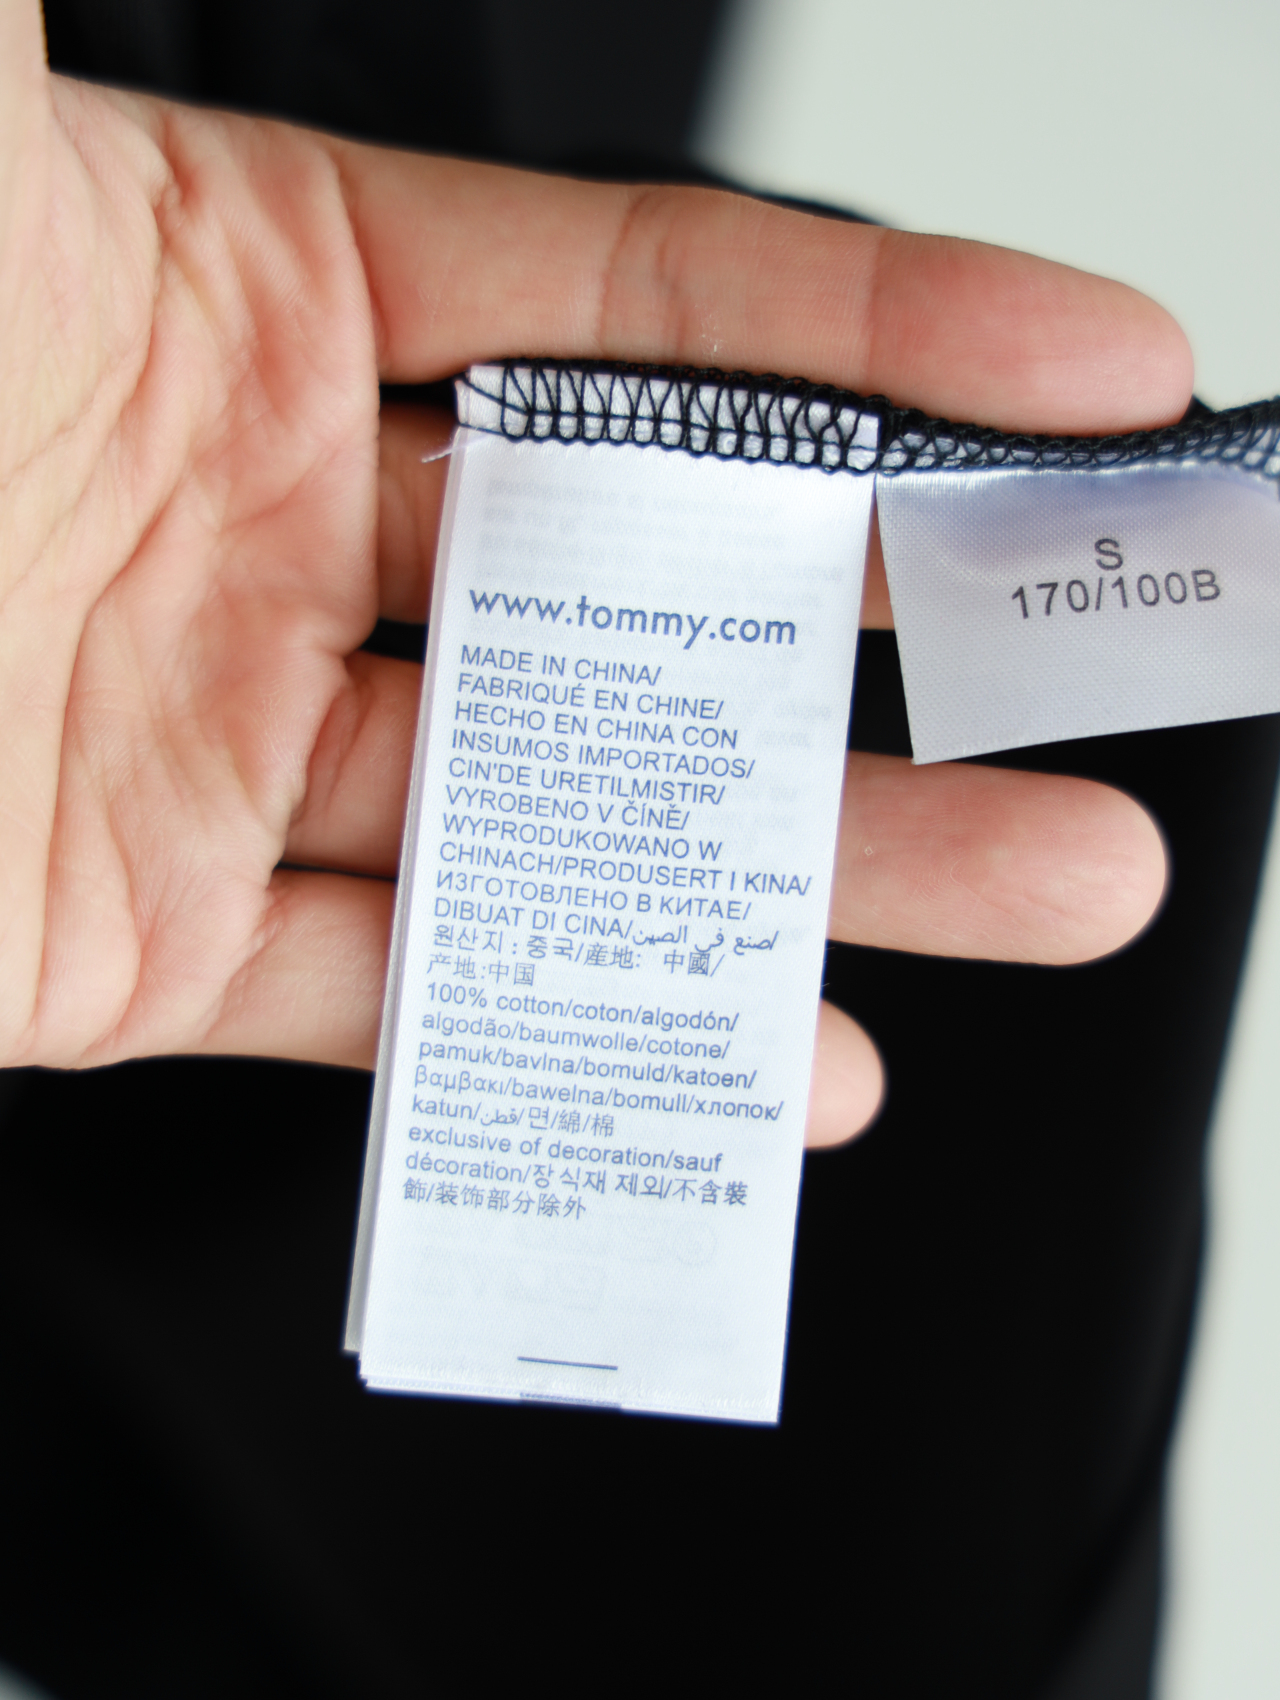 www.tommy.com
MADE IN CHINA/
FABRIQUÉ EN CHINE/
HECHO EN CHINA CON
INSUMOS IMPORTADOS/
CIN'DE URETILMISTIR/
VYROBENO V ČÍNĚ/
WYPRODUKOWANO W
CHINACH/PRODUSERT I KINA/
ИЗГОТОВЛЕНО В КИТАЕ/
DIBUAT DI CINA/صنع في الصين/
원산지 : 중국/産地: 中國/
产地:中国
100% cotton/coton/algodón/
algodão/baumwolle/cotone/
pamuk/bavlna/bomuld/katoen/
βαμβακι/bawelna/bomull/хлопок/
katun/قطن/면/綿/棉
exclusive of decoration/sauf
décoration/장식재 제외/不含裝
飾/装饰部分除外
S
170/100B